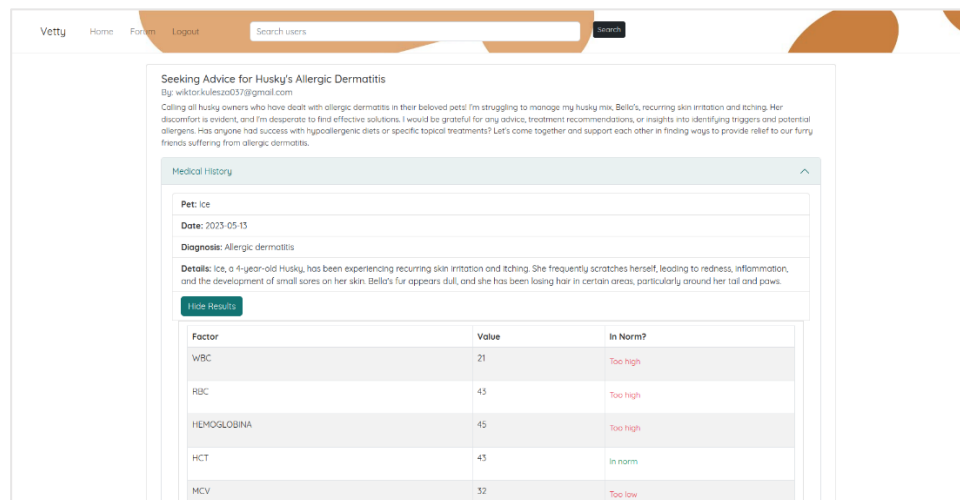 Vetty Home Forum Logout Search users Search
Seeking Advice for Husky's Allergic Dermatitis
By: wiktor.kulesza037@gmail.com
Calling all husky owners who have dealt with allergic dermatitis in their beloved pets! I'm struggling to manage my husky mix, Bella's, recurring skin irritation and itching. Her
discomfort is evident, and I'm desperate to find effective solutions. I would be grateful for any advice, treatment recommendations, or insights into identifying triggers and potential
allergens. Has anyone had success with hypoallergenic diets or specific topical treatments? Let's come together and support each other in finding ways to provide relief to our furry
friends suffering from allergic dermatitis.
Medical History
Pet: Ice
Date: 2023-05-13
Diagnosis: Allergic dermatitis
Details: Ice, a 4-year-old Husky, has been experiencing recurring skin irritation and itching. She frequently scratches herself, leading to redness, inflammation,
and the development of small sores on her skin. Bella's fur appears dull, and she has been losing hair in certain areas, particularly around her tail and paws.
Hide Results
Factor Value In Norm?
WBC 21 Too high
RBC 43 Too high
HEMOGLOBINA 45 Too high
HCT 43 In norm
MCV 32 Too low